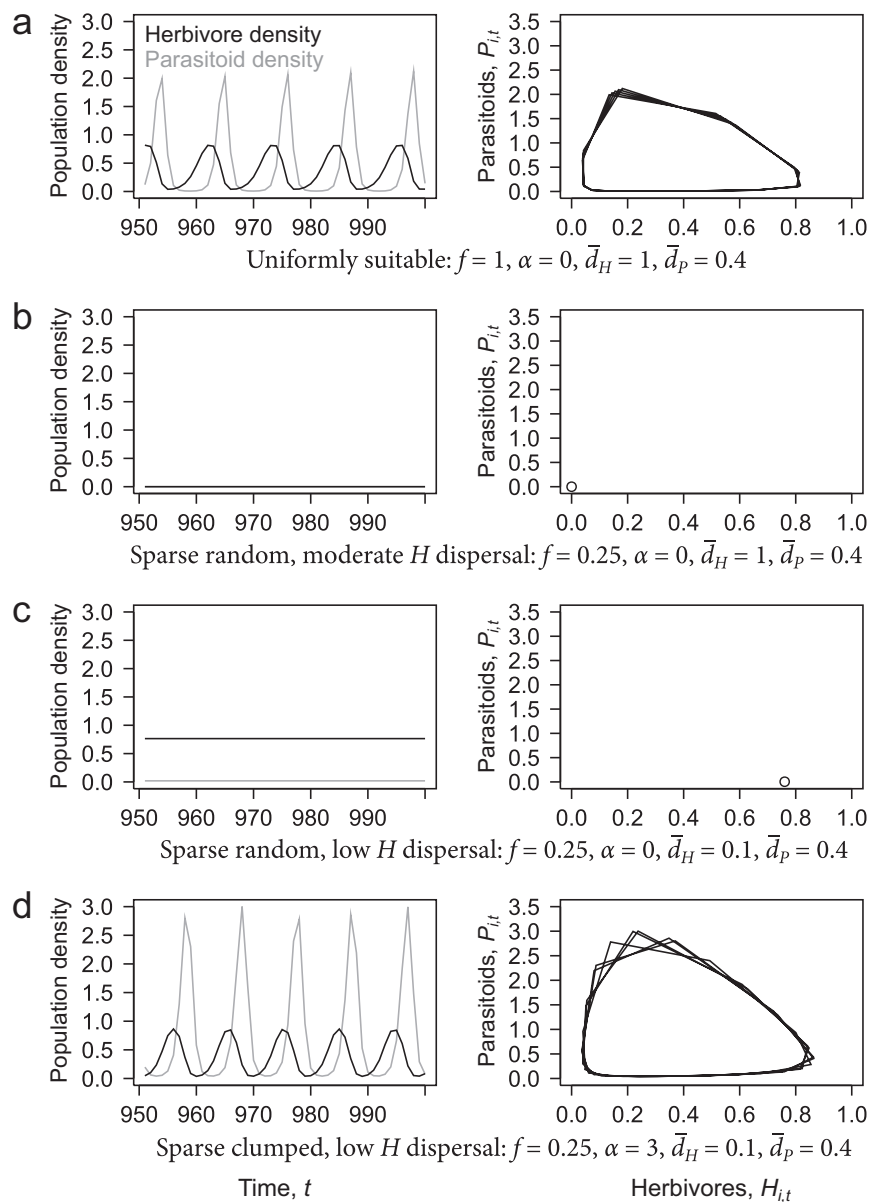 a
Population density
3.0
2.5
2.0
1.5
1.0
0.5
0.0
Herbivore density
Parasitoid density
950 960 970 980 990
Parasitoids, P_{i,t}
3.5
3.0
2.5
2.0
1.5
1.0
0.5
0.0
0.0 0.2 0.4 0.6 0.8 1.0
Uniformly suitable: f = 1, α = 0, d̅_H = 1, d̅_P = 0.4
b
Population density
3.0
2.5
2.0
1.5
1.0
0.5
0.0
950 960 970 980 990
Parasitoids, P_{i,t}
3.5
3.0
2.5
2.0
1.5
1.0
0.5
0.0
0.0 0.2 0.4 0.6 0.8 1.0
Sparse random, moderate H dispersal: f = 0.25, α = 0, d̅_H = 1, d̅_P = 0.4
c
Population density
3.0
2.5
2.0
1.5
1.0
0.5
0.0
950 960 970 980 990
Parasitoids, P_{i,t}
3.5
3.0
2.5
2.0
1.5
1.0
0.5
0.0
0.0 0.2 0.4 0.6 0.8 1.0
Sparse random, low H dispersal: f = 0.25, α = 0, d̅_H = 0.1, d̅_P = 0.4
d
Population density
3.0
2.5
2.0
1.5
1.0
0.5
0.0
950 960 970 980 990
Parasitoids, P_{i,t}
3.5
3.0
2.5
2.0
1.5
1.0
0.5
0.0
0.0 0.2 0.4 0.6 0.8 1.0
Sparse clumped, low H dispersal: f = 0.25, α = 3, d̅_H = 0.1, d̅_P = 0.4
Time, t
Herbivores, H_{i,t}